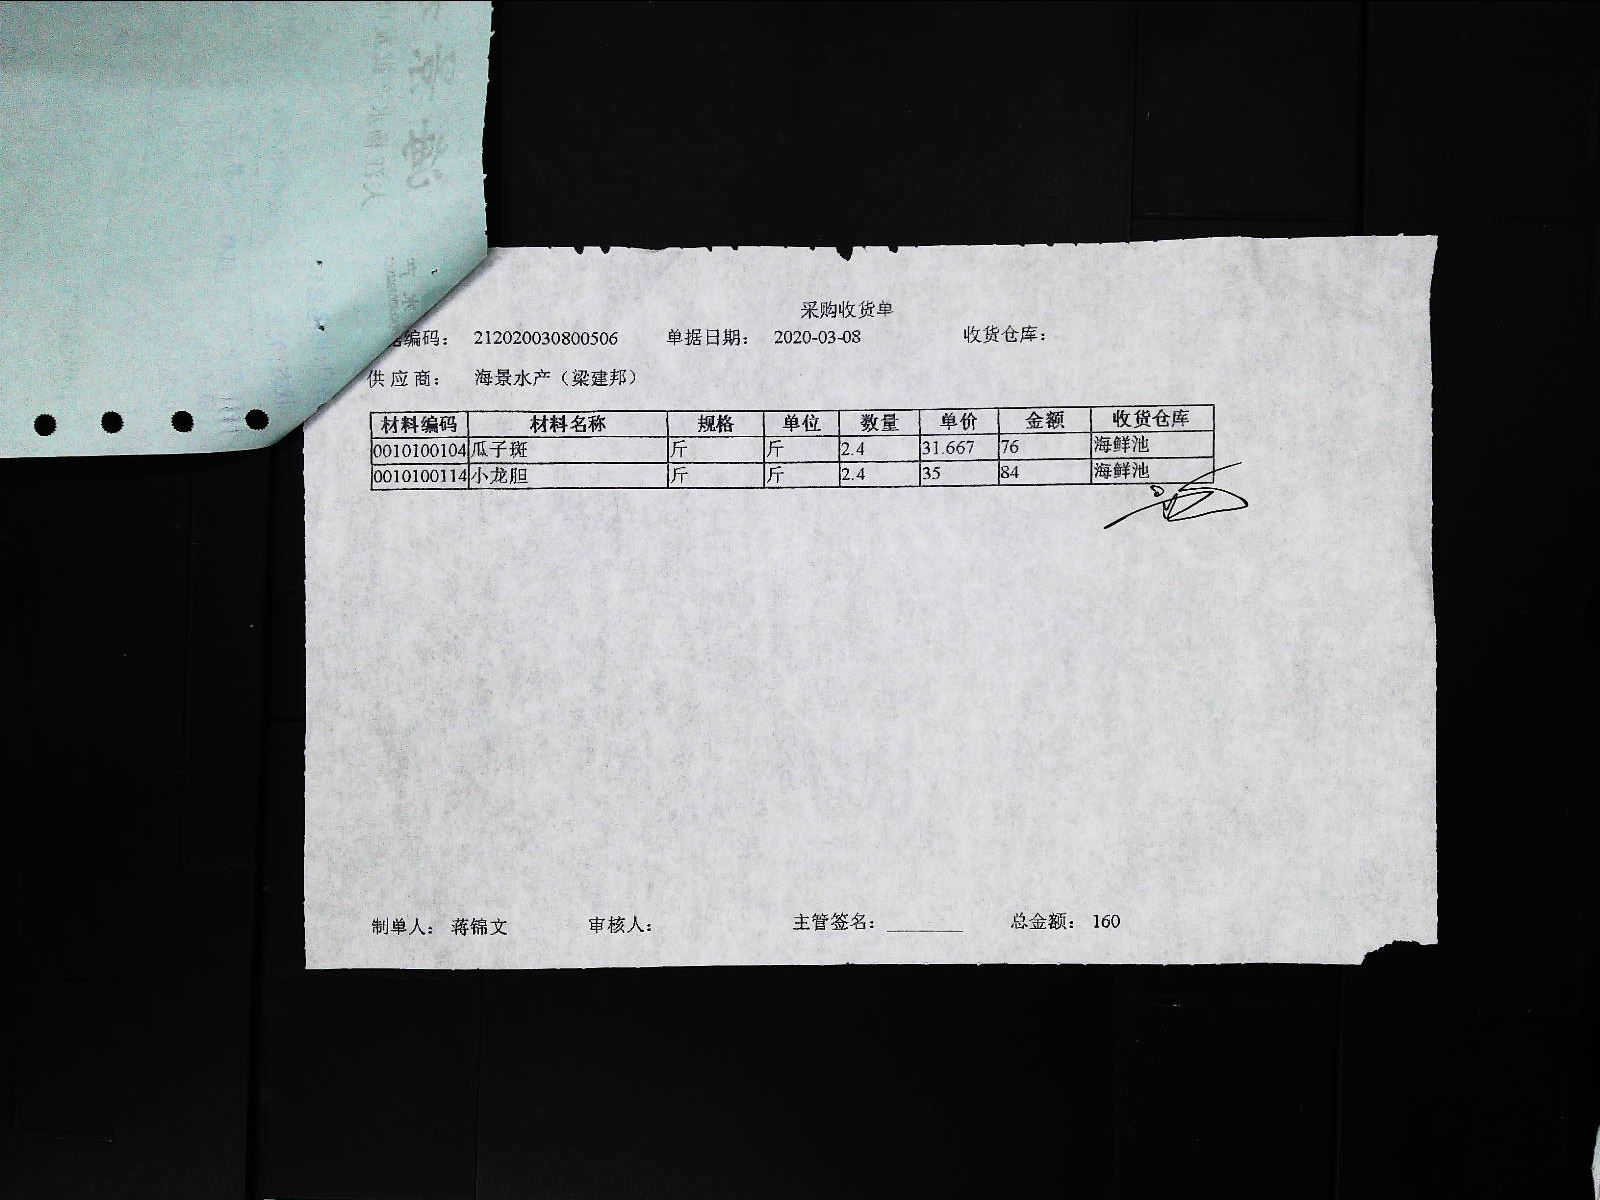 采购收货单
编码： 212020030800506 单据日期： 2020-03-08 收货仓库：
供应商： 海景水产（梁建邦）
材料编码 材料名称 规格 单位 数量 单价 金额 收货仓库
0010100104 瓜子斑 斤 斤 2.4 31.667 76 海鲜池
0010100114 小龙胆 斤 斤 2.4 35 84 海鲜池
制单人： 蒋锦文 审核人： 主管签名： ________ 总金额： 160